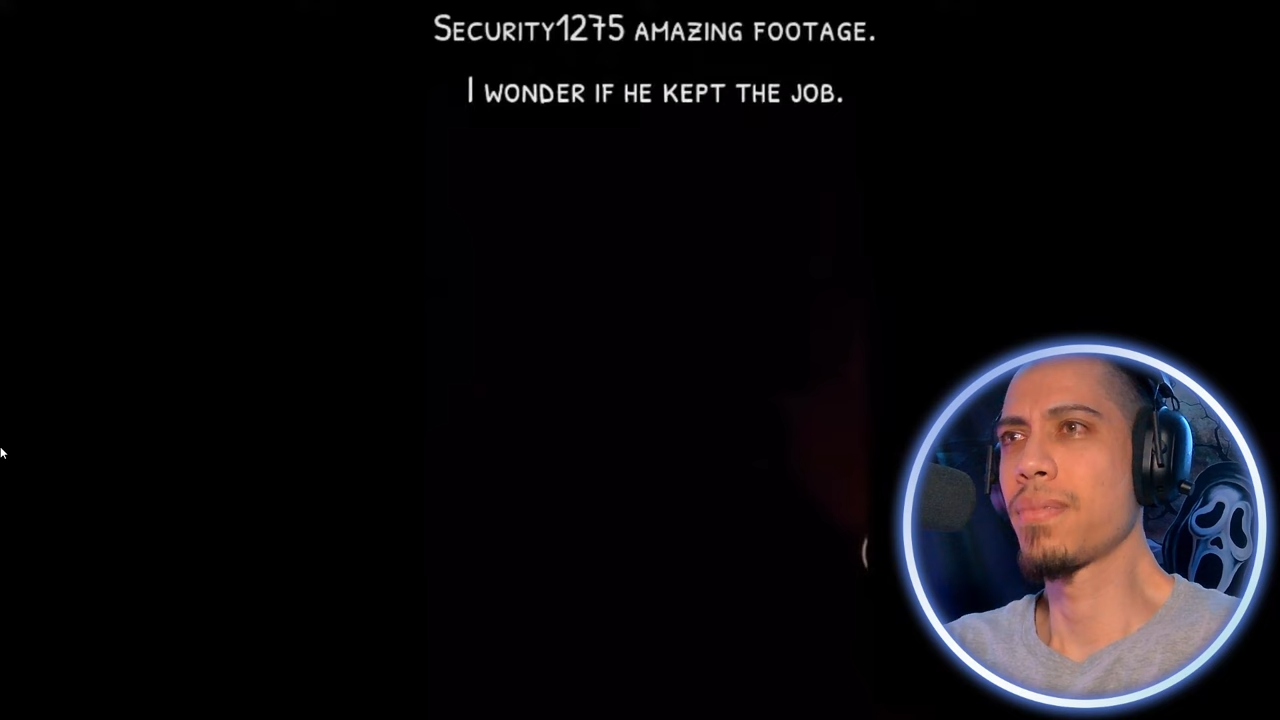 Security1275 amazing footage.
I wonder if he kept the job.